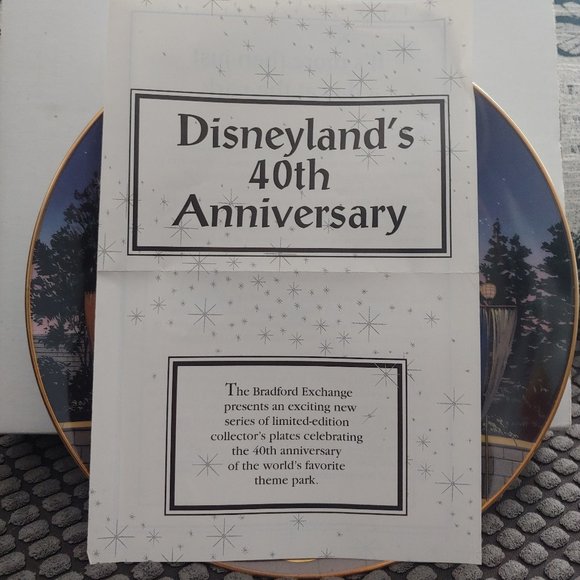 Disneyland's
40th
Anniversary
The Bradford Exchange
presents an exciting new
series of limited-edition
collector's plates celebrating
the 40th anniversary
of the world's favorite
theme park.